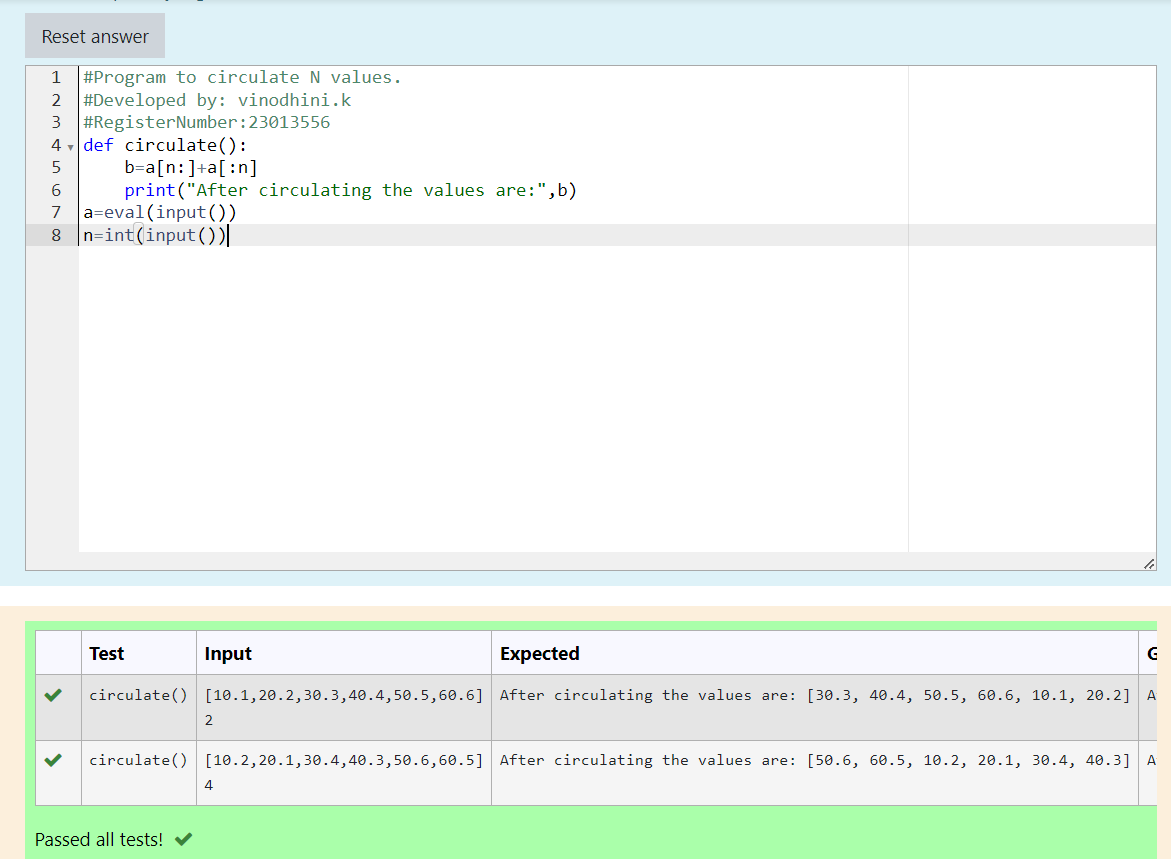 Reset answer
1 #Program to circulate N values.
2 #Developed by: vinodhini.k
3 #RegisterNumber:23013556
4 def circulate():
5     b=a[n:]+a[:n]
6     print("After circulating the values are:",b)
7 a=eval(input())
8 n=int(input())
Test Input Expected
circulate() [10.1,20.2,30.3,40.4,50.5,60.6] After circulating the values are: [30.3, 40.4, 50.5, 60.6, 10.1, 20.2] A
2
circulate() [10.2,20.1,30.4,40.3,50.6,60.5] After circulating the values are: [50.6, 60.5, 10.2, 20.1, 30.4, 40.3] A
4
Passed all tests!